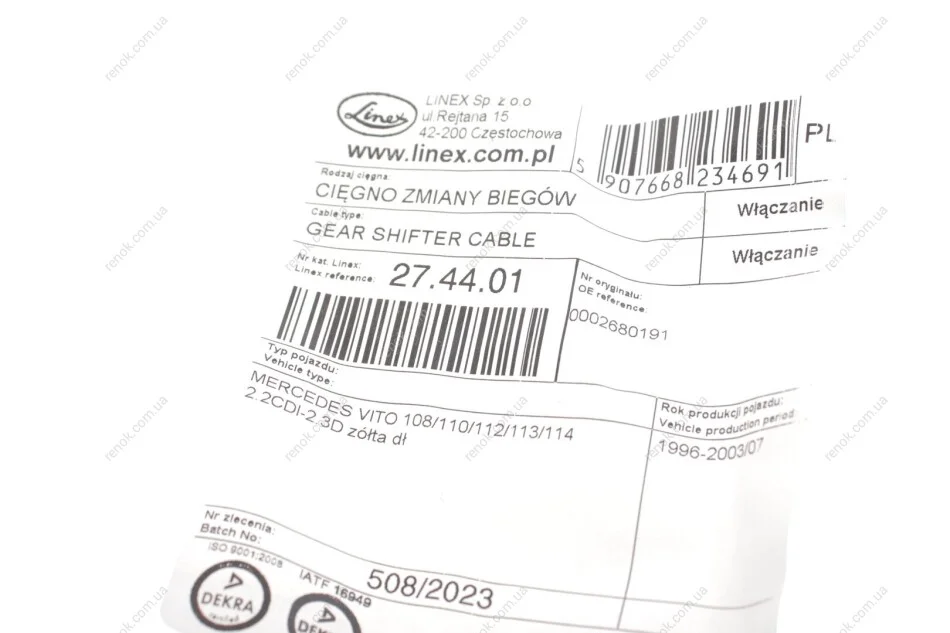 Linex
LINEX Sp. z o.o
ul.Rejtana 15
42-200 Częstochowa
www.linex.com.pl
5 907668 234691
PL
Rodzaj cięgna:
CIĘGNO ZMIANY BIEGÓW
Włączanie
Cable type:
GEAR SHIFTER CABLE
Włączanie
Nr kat. Linex:
Linex reference:
27.44.01
Nr oryginału:
OE reference:
0002680191
Typ pojazdu:
Vehicle type:
MERCEDES VITO 108/110/112/113/114
2.2CDI-2.3D zółta dł
Rok produkcji pojazdu:
Vehicle production period
1996-2003/07
Nr zlecenia:
Batch No:
508/2023
ISO 9001:2008
IATF 16949
DEKRA
DEKRA
renok.com.ua